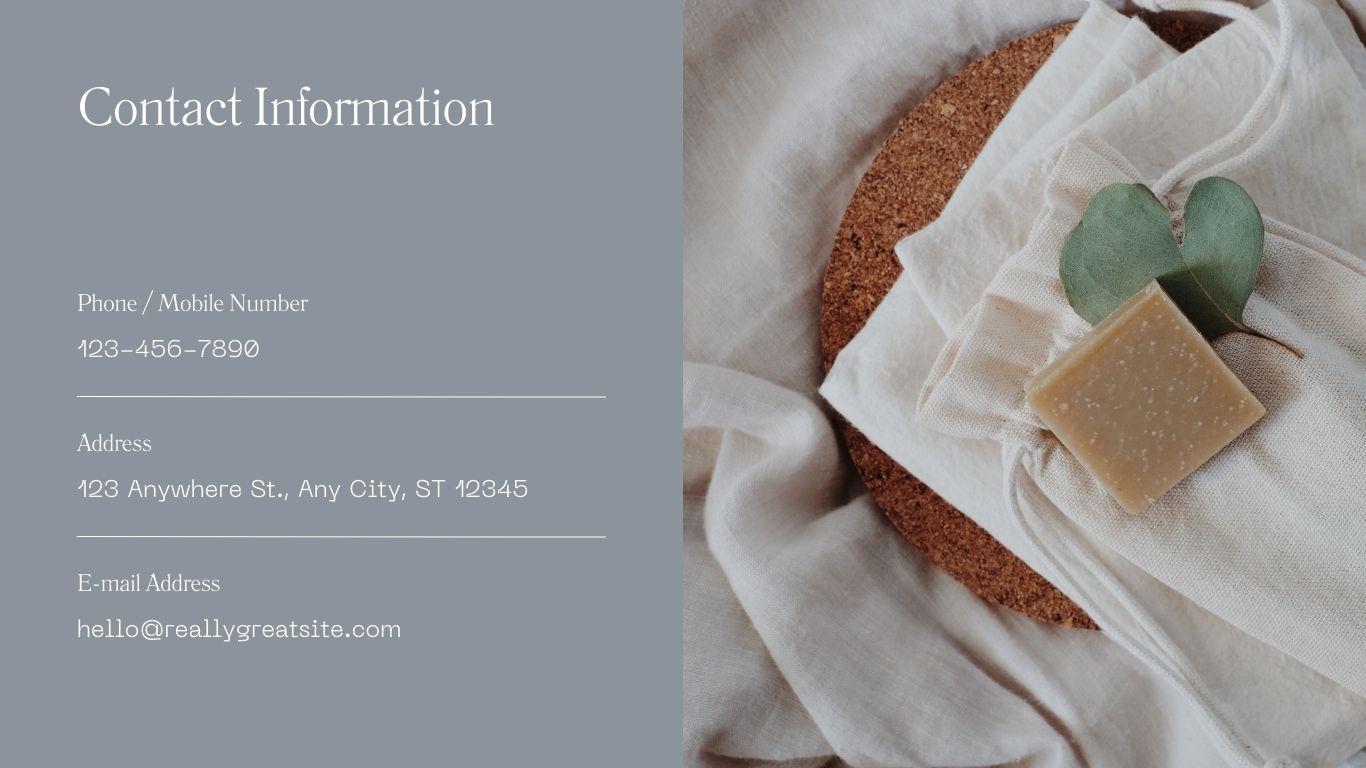 Contact Information
Phone / Mobile Number
123-456-7890
Address
123 Anywhere St., Any City, ST 12345
E-mail Address
hello@reallygreatsite.com